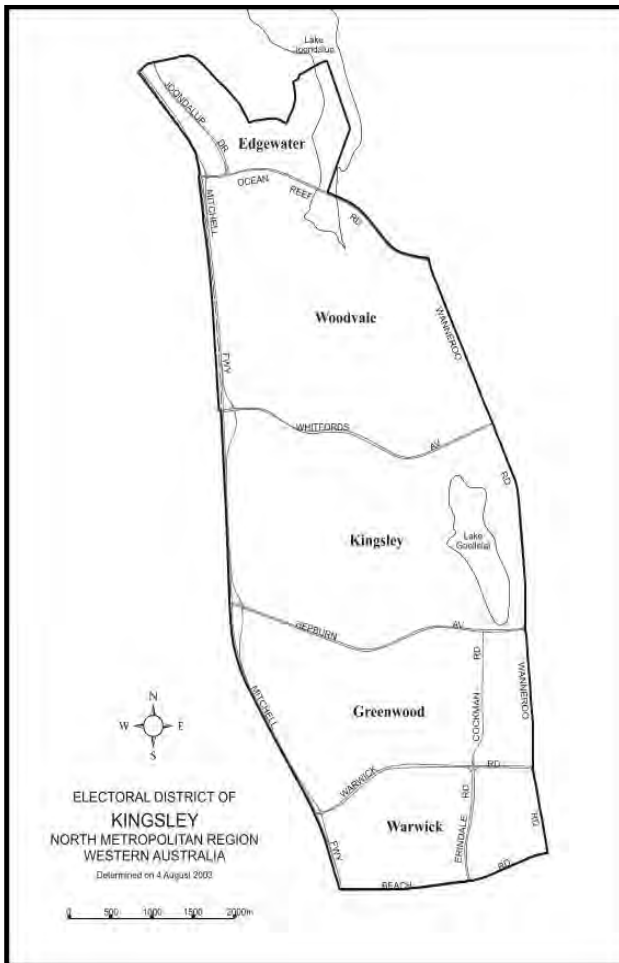 Lake
Joondalup
JOONDALUP
DR
Edgewater
OCEAN
REEF
RD
MITCHELL
Woodvale
WANNEROO
FWY
WHITFORDS
AV
RD
Kingsley
Lake
Goollelal
HEPBURN
AV
RD
MITCHELL
Greenwood
COCKMAN
WANNEROO
N
W
E
S
WARWICK
RD
RD
Warwick
ERINDALE
RD
FWY
BEACH
RD
ELECTORAL DISTRICT OF
KINGSLEY
NORTH METROPOLITAN REGION
WESTERN AUSTRALIA
Determined on 4 August 2003
0 500 1000 1500 2000m